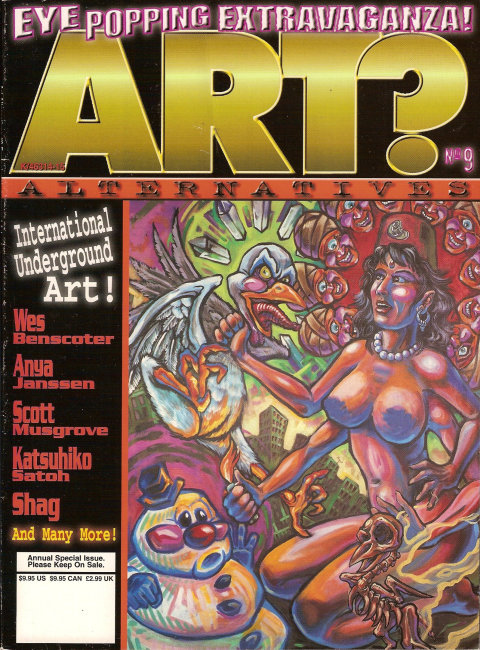 EYE POPPING EXTRAVAGANZA!
ART?
No 9
ALTERNATIVES
International
Underground
Art!
Wes
Benscoter
Anya
Janssen
Scott
Musgrove
Katsuhiko
Satoh
Shag
And Many More!
Annual Special Issue.
Please Keep On Sale.
$9.95 US $9.95 CAN £2.99 UK